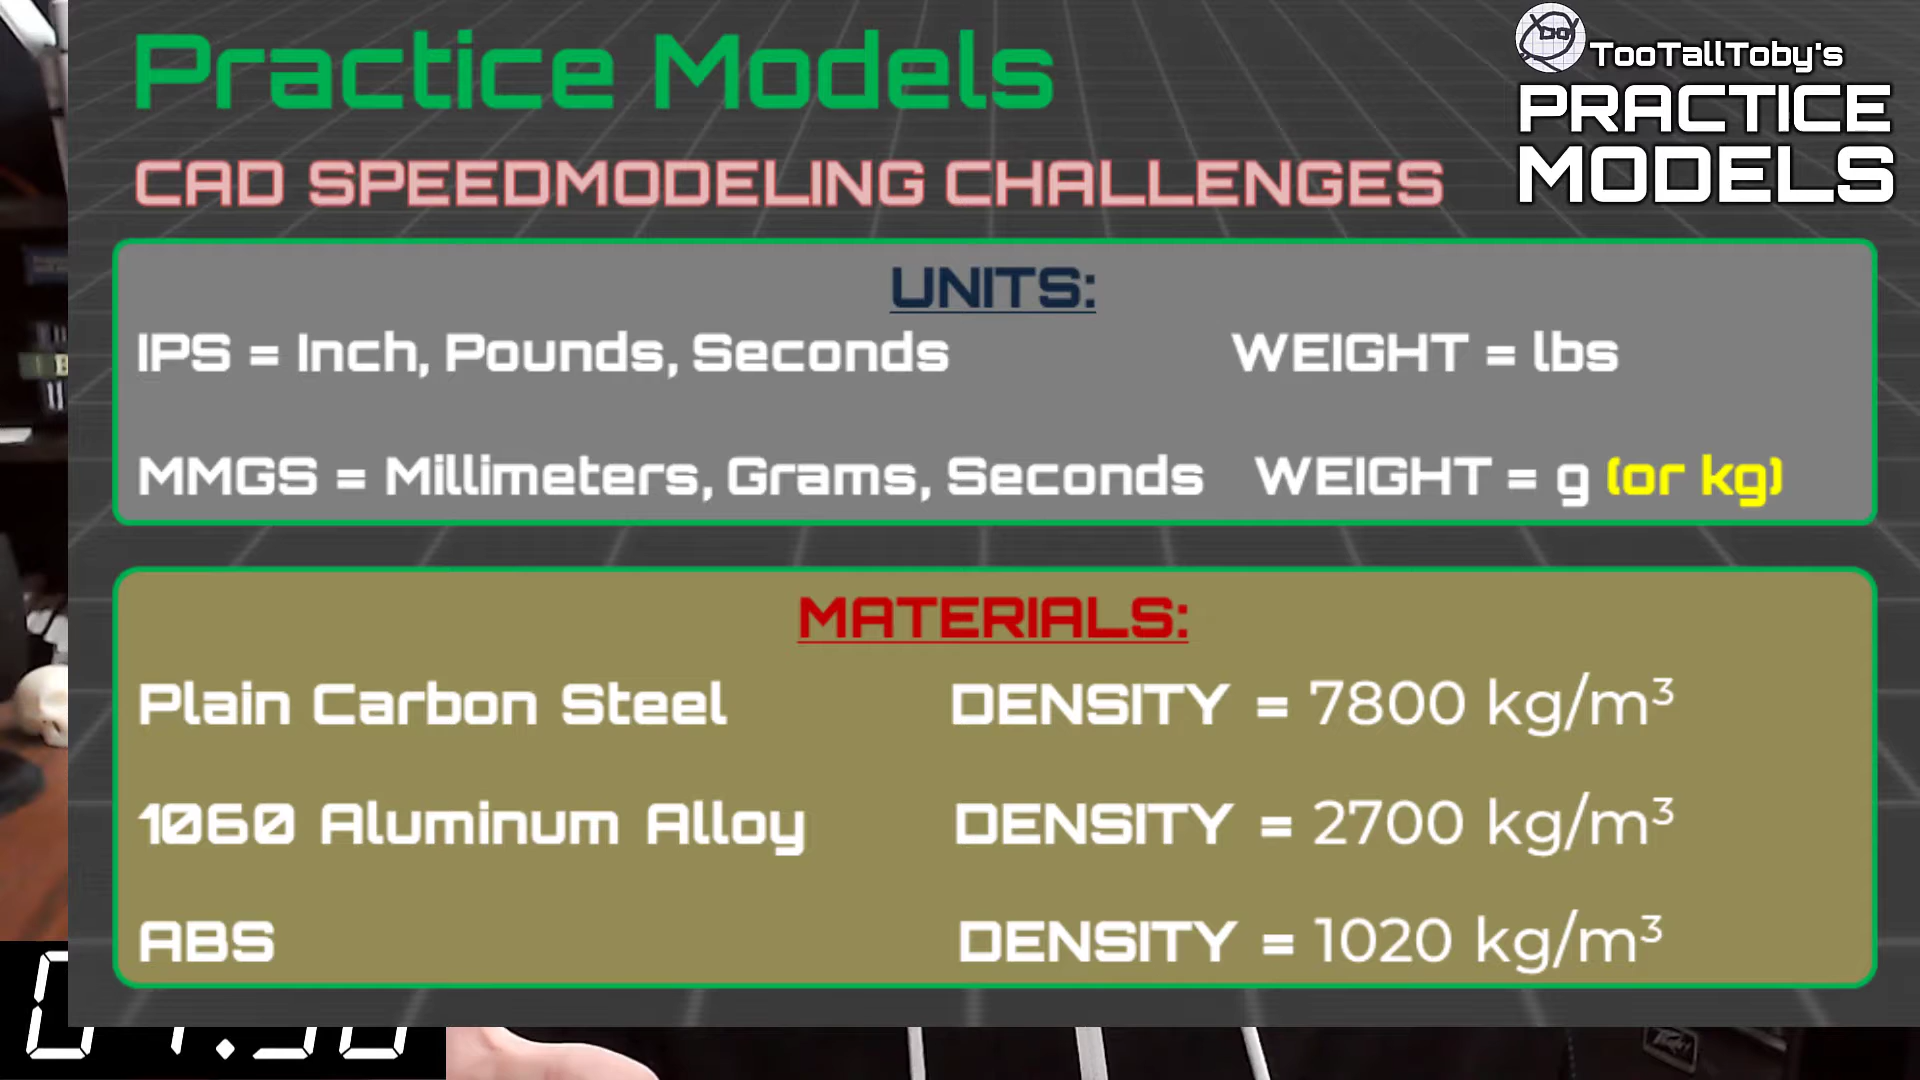 Practice Models
TooTallToby's
PRACTICE
MODELS
CAD SPEEDMODELING CHALLENGES
UNITS:
IPS = Inch, Pounds, Seconds WEIGHT = lbs
MMGS = Millimeters, Grams, Seconds WEIGHT = g (or kg)
MATERIALS:
Plain Carbon Steel DENSITY = 7800 kg/m³
1060 Aluminum Alloy DENSITY = 2700 kg/m³
ABS DENSITY = 1020 kg/m³